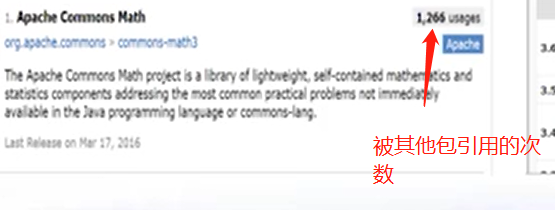 1. Apache Commons Math
1,266 usages
org.apache.commons > commons-math3
Apache
The Apache Commons Math project is a library of lightweight, self-contained mathematics and
statistics components addressing the most common practical problems not immediately
available in the Java programming language or commons-lang.
Last Release on Mar 17, 2016
被其他包引用的次
数
3.6
3.5
3.4